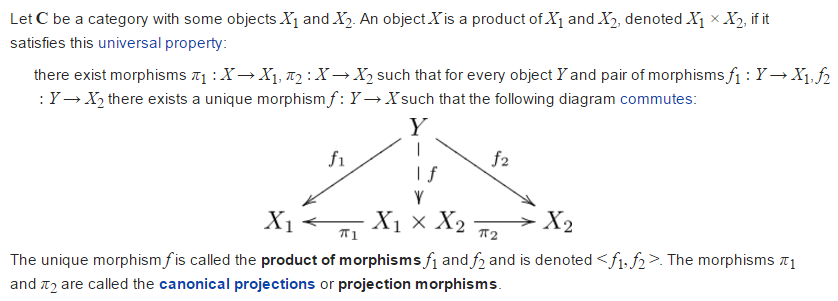 Let C be a category with some objects X₁ and X₂. An object X is a product of X₁ and X₂, denoted X₁ × X₂, if it
satisfies this universal property:
there exist morphisms π₁ : X → X₁, π₂ : X → X₂ such that for every object Y and pair of morphisms f₁ : Y → X₁, f₂
: Y → X₂ there exists a unique morphism f : Y → X such that the following diagram commutes:
Y
f₁ f f₂
X₁ π₁ X₁ × X₂ π₂ X₂
The unique morphism f is called the product of morphisms f₁ and f₂ and is denoted < f₁, f₂ >. The morphisms π₁
and π₂ are called the canonical projections or projection morphisms.